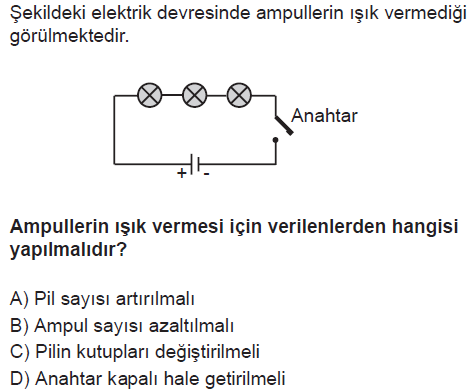 Şekildeki elektrik devresinde ampullerin ışık vermediği
görülmektedir.
Anahtar
+ -
Ampullerin ışık vermesi için verilenlerden hangisi
yapılmalıdır?
A) Pil sayısı artırılmalı
B) Ampul sayısı azaltılmalı
C) Pilin kutupları değiştirilmeli
D) Anahtar kapalı hale getirilmeli